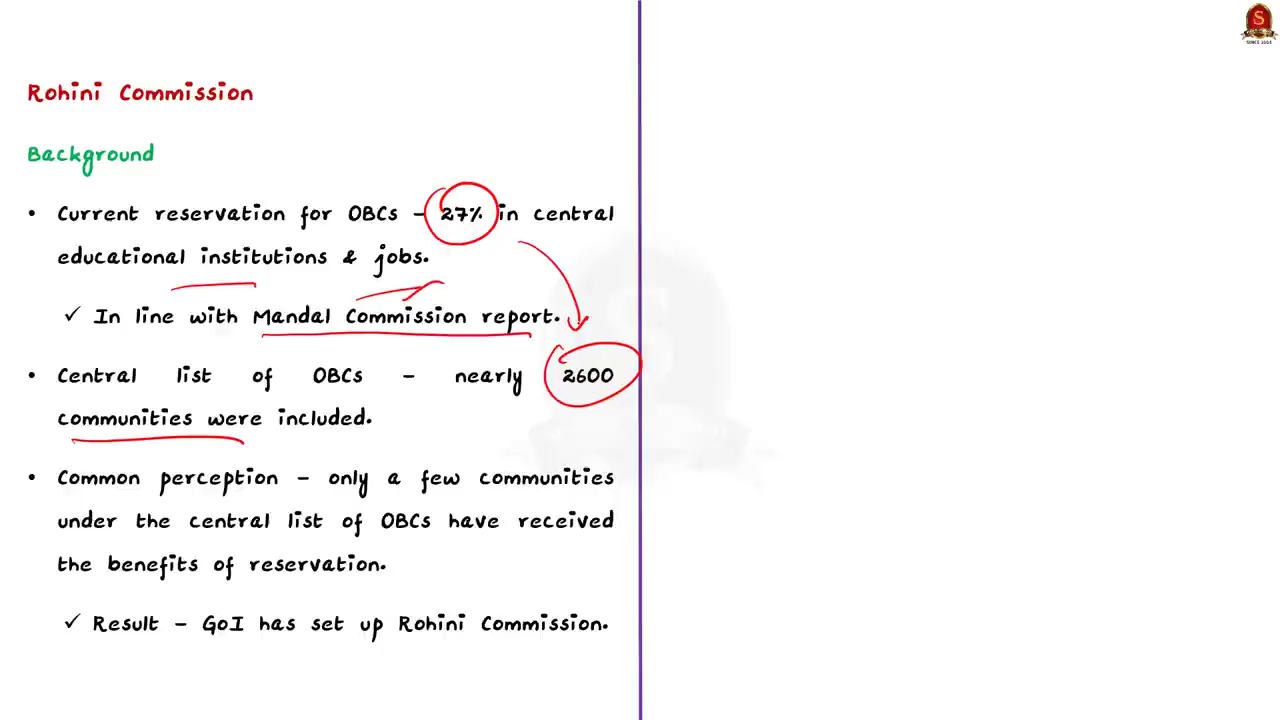 Rohini Commission
Background
• Current reservation for OBCs – 27% in central
educational institutions & jobs.
✓ In line with Mandal Commission report.
• Central list of OBCs – nearly 2600
communities were included.
• Common perception – only a few communities
under the central list of OBCs have received
the benefits of reservation.
✓ Result – GoI has set up Rohini Commission.
S
SINCE 2004